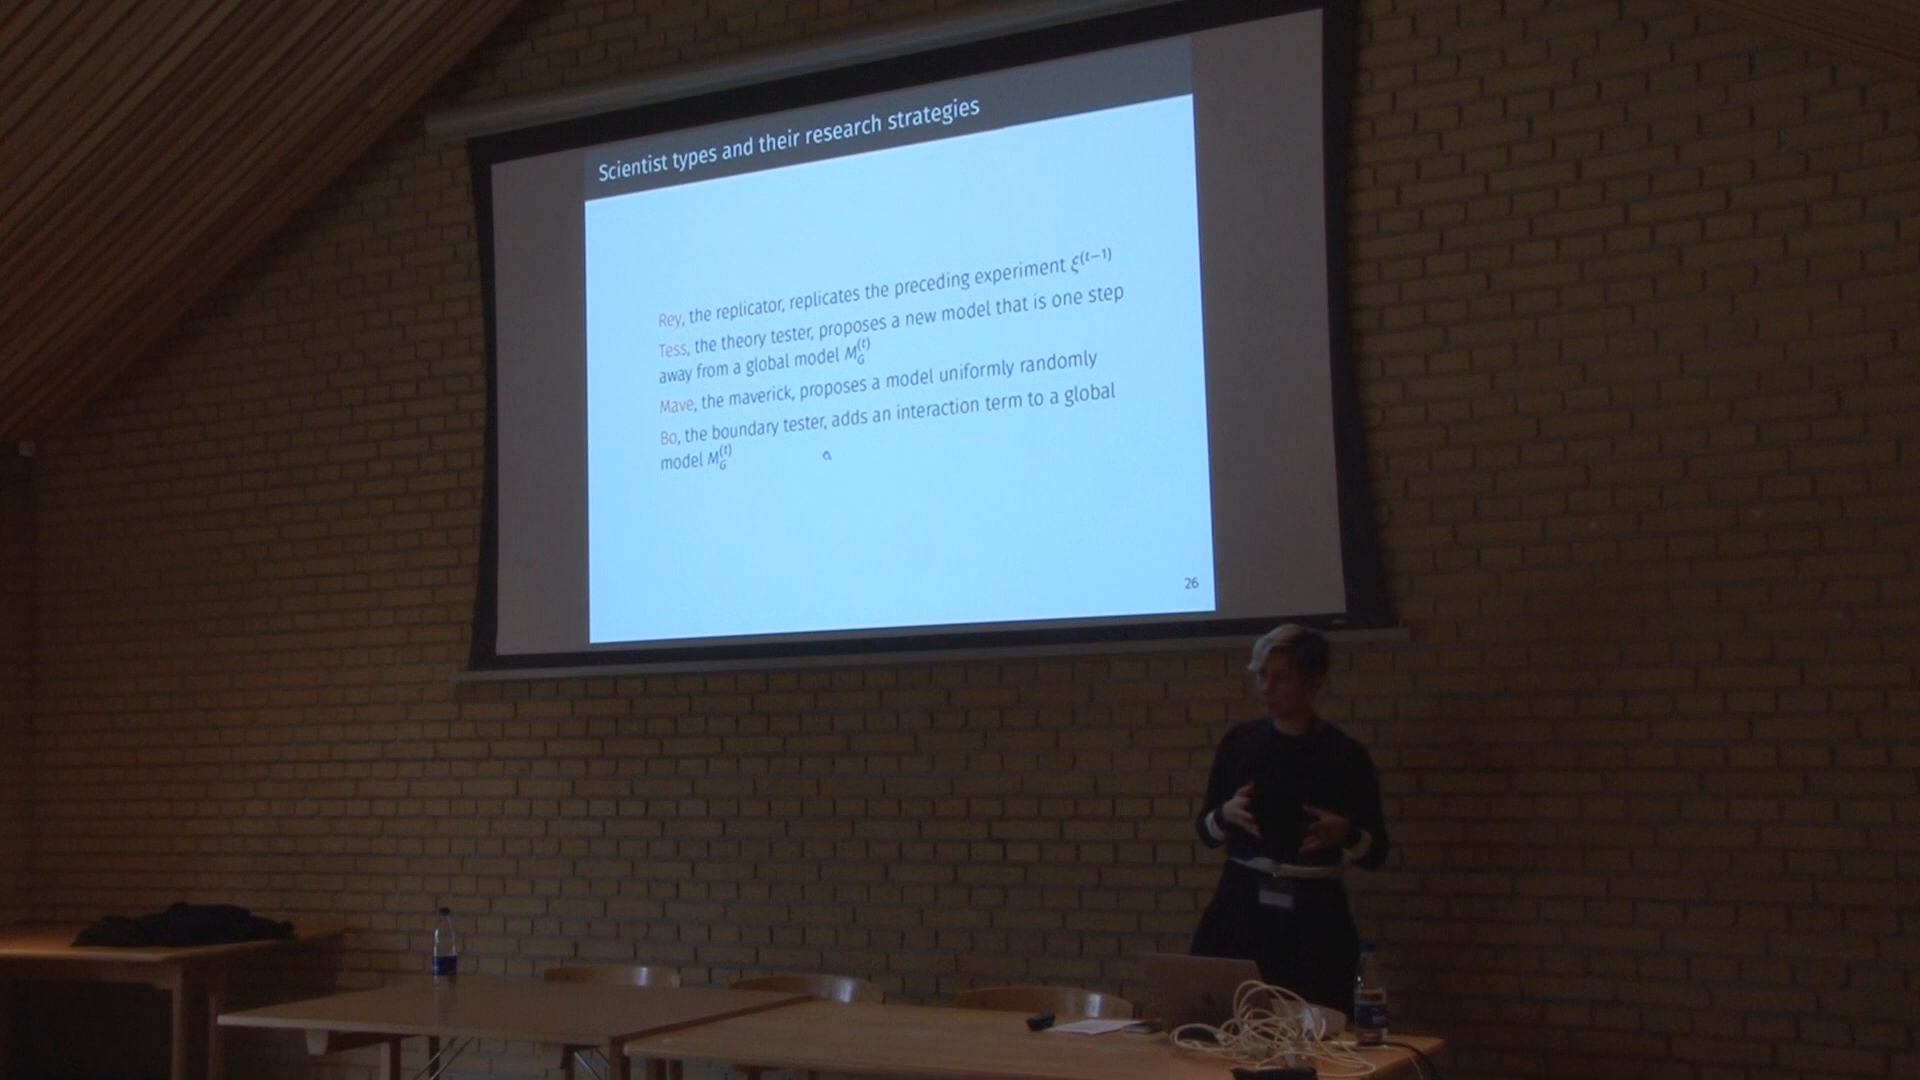 Scientist types and their research strategies
Rey, the replicator, replicates the preceding experiment ξ^(t−1)
Tess, the theory tester, proposes a new model that is one step
away from a global model M_G^(t)
Mave, the maverick, proposes a model uniformly randomly
Bo, the boundary tester, adds an interaction term to a global
model M_G^(t)
26